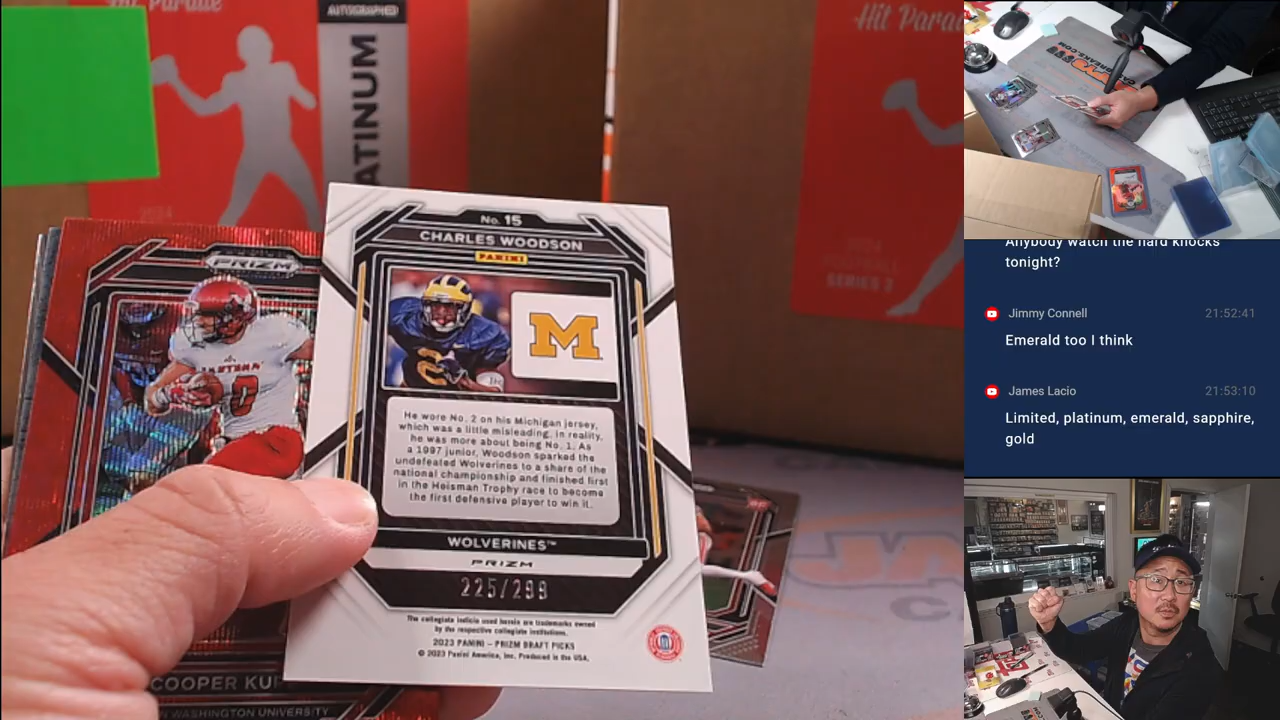 Hit Parade
AUTOGRAPHED
PLATINUM
2024
SERIES 3
No. 15
CHARLES WOODSON
PANINI
M
He wore No. 2 on his Michigan jersey,
which was a little misleading. In reality,
he was more about being No. 1. As
a 1997 junior, Woodson sparked the
undefeated Wolverines to a share of the
national championship and finished first
in the Heisman Trophy race to become
the first defensive player to win it.
WOLVERINES™
PRIZM
225/299
The collegiate indicia used herein are trademarks owned
by the respective collegiate institutions.
2023 PANINI - PRIZM DRAFT PICKS
© 2023 Panini America, Inc. Produced in the USA.
PRIZM
EASTERN
COOPER KU
WASHINGTON UNIVERSITY
Anybody watch the hard knocks
tonight?
Jimmy Connell 21:52:41
Emerald too I think
James Lacio 21:53:10
Limited, platinum, emerald, sapphire,
gold